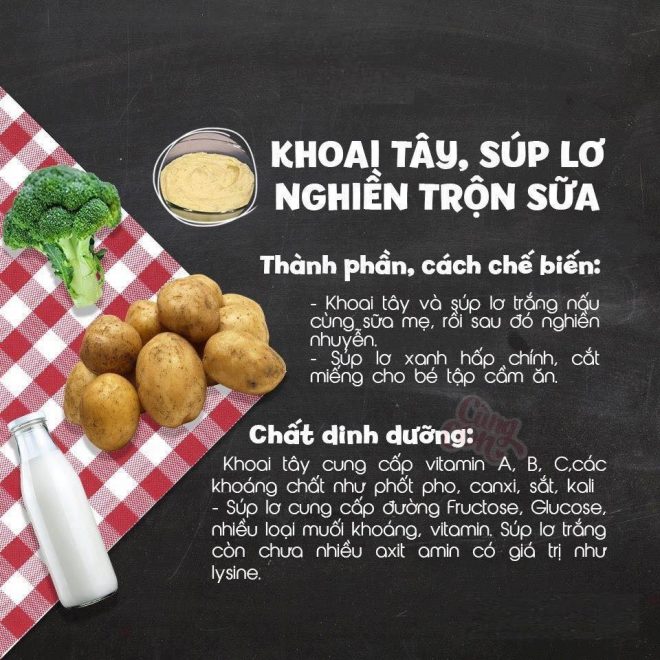 KHOAI TÂY, SÚP LƠ
NGHIỀN TRỘN SỮA
Thành phần, cách chế biến:
- Khoai tây và súp lơ trắng nấu
cùng sữa mẹ, rồi sau đó nghiền
nhuyễn.
- Súp lơ xanh hấp chính, cắt
miếng cho bé tập cầm ăn.
Chất dinh dưỡng:
Khoai tây cung cấp vitamin A, B, C,các
khoáng chất như phốt pho, canxi, sắt, kali
- Súp lơ cung cấp đường Fructose, Glucose,
nhiều loại muối khoáng, vitamin. Súp lơ trắng
còn chưa nhiều axit amin có giá trị như
lysine.